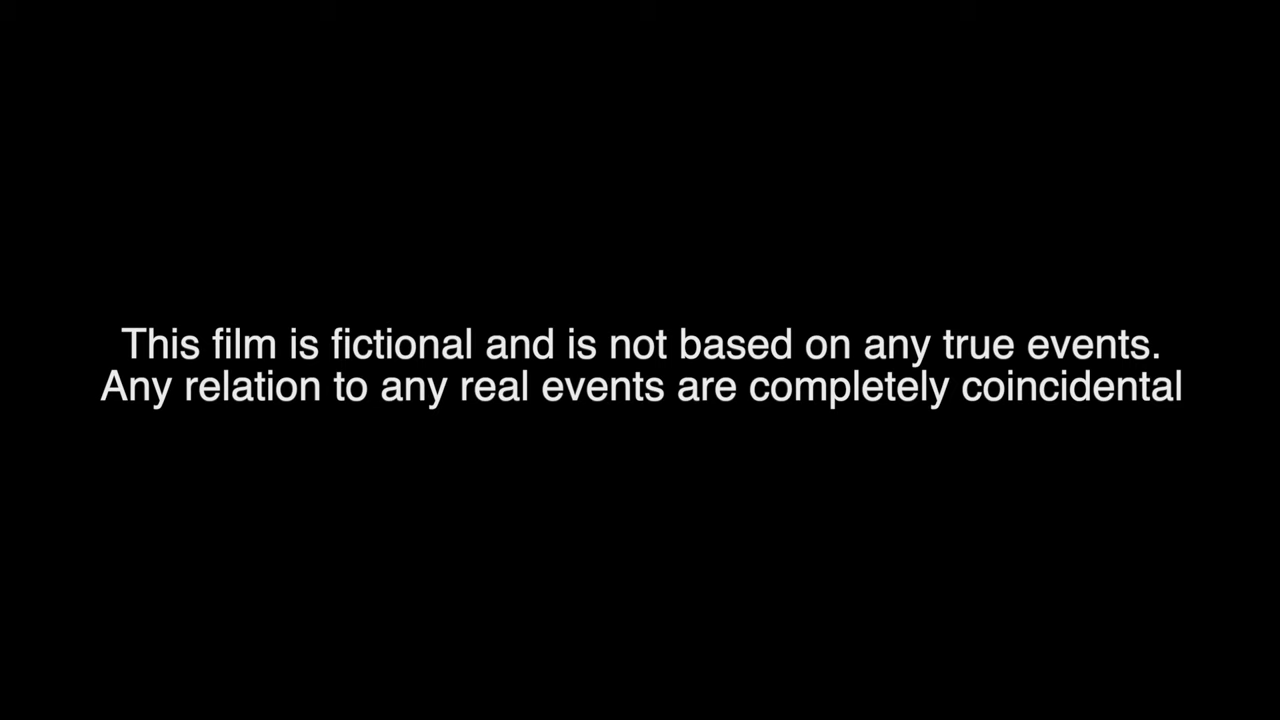 This film is fictional and is not based on any true events.
Any relation to any real events are completely coincidental